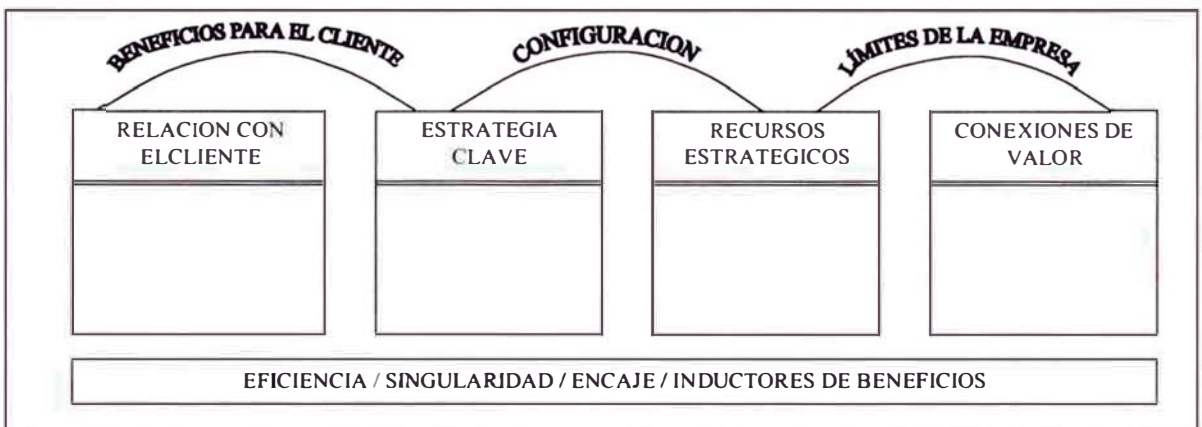 BENEFICIOS PARA EL CLIENTE
CONFIGURACION
LÍMITES DE LA EMPRESA
RELACION CON
ELCLIENTE
ESTRATEGIA
CLAVE
RECURSOS
ESTRATEGICOS
CONEXIONES DE
VALOR
EFICIENCIA / SINGULARIDAD / ENCAJE / INDUCTORES DE BENEFICIOS